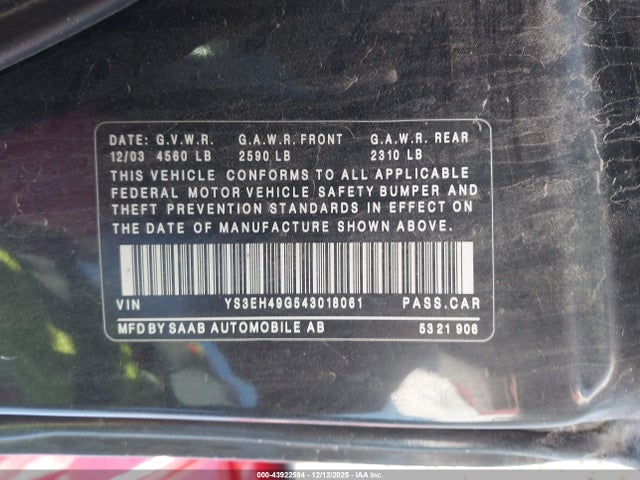 DATE: G.V.W.R. G.A.W.R. FRONT G.A.W.R. REAR
12/03 4560 LB 2590 LB 2310 LB
THIS VEHICLE CONFORMS TO ALL APPLICABLE
FEDERAL MOTOR VEHICLE SAFETY BUMPER AND
THEFT PREVENTION STANDARDS IN EFFECT ON
THE DATE OF MANUFACTURE SHOWN ABOVE.
VIN YS3EH49G543018061 PASS.CAR
MFD BY SAAB AUTOMOBILE AB 53 21 906
000-43922594 - 12/12/2025 - IAAC.com